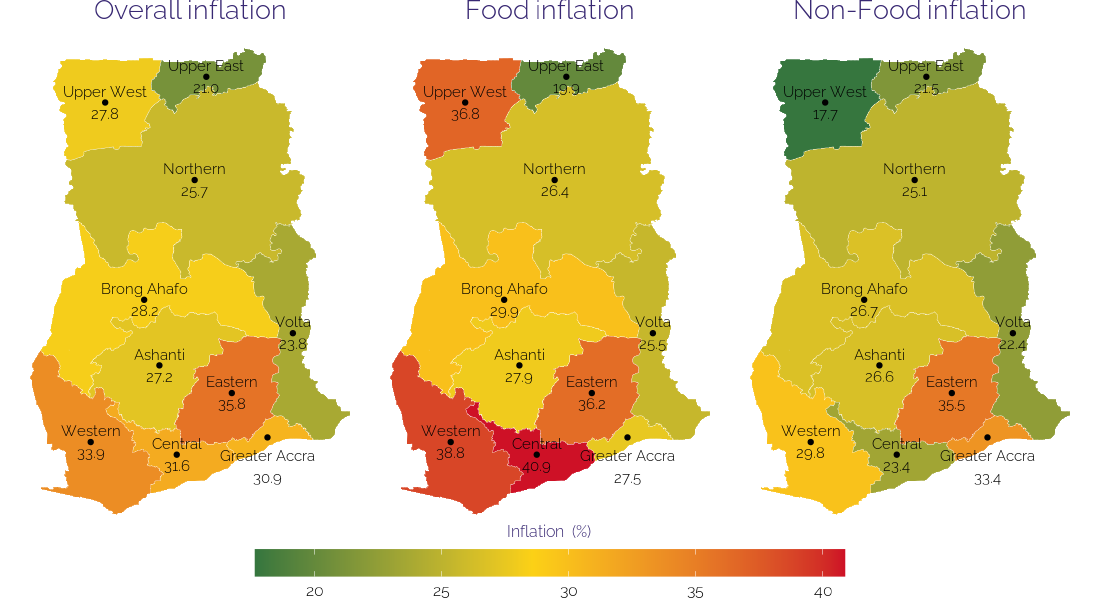 Overall inflation
Upper East
21.0
Upper West
27.8
Northern
25.7
Brong Ahafo
28.2
Volta
23.8
Ashanti
27.2
Eastern
35.8
Western
33.9
Central
31.6
Greater Accra
30.9
Food inflation
Upper East
19.9
Upper West
36.8
Northern
26.4
Brong Ahafo
29.9
Volta
25.5
Ashanti
27.9
Eastern
36.2
Western
38.8
Central
40.9
Greater Accra
27.5
Non-Food inflation
Upper East
21.5
Upper West
17.7
Northern
25.1
Brong Ahafo
26.7
Volta
22.4
Ashanti
26.6
Eastern
35.5
Western
29.8
Central
23.4
Greater Accra
33.4
Inflation (%)
20 25 30 35 40